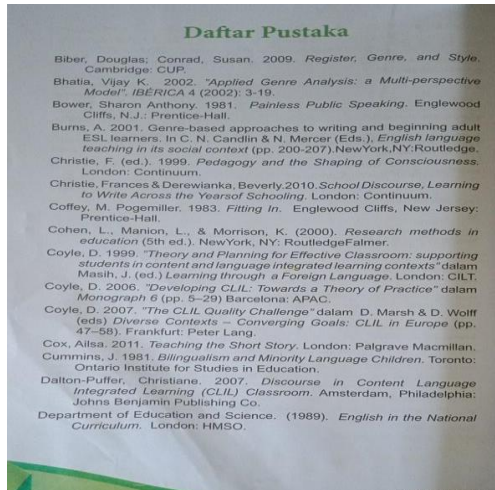 Daftar Pustaka
Biber, Douglas; Conrad, Susan. 2009. Register, Genre, and Style.
Cambridge: CUP.
Bhatia, Vijay K. 2002. "Applied Genre Analysis: a Multi-perspective
Model". IBÉRICA 4 (2002): 3-19.
Bower, Sharon Anthony. 1981. Painless Public Speaking. Englewood
Cliffs, N.J.: Prentice-Hall.
Burns, A. 2001. Genre-based approaches to writing and beginning adult
ESL learners. In C. N. Candlin & N. Mercer (Eds.), English language
teaching in its social context (pp. 200-207).NewYork,NY:Routledge.
Christie, F. (ed.). 1999. Pedagogy and the Shaping of Consciousness.
London: Continuum.
Christie, Frances & Derewianka, Beverly.2010.School Discourse, Learning
to Write Across the Yearsof Schooling. London: Continuum.
Coffey, M. Pogemiller. 1983. Fitting In. Englewood Cliffs, New Jersey:
Prentice-Hall.
Cohen, L., Manion, L., & Morrison, K. (2000). Research methods in
education (5th ed.). NewYork, NY: RoutledgeFalmer.
Coyle, D. 1999. "Theory and Planning for Effective Classroom: supporting
students in content and language integrated learning contexts" dalam
Masih, J. (ed.) Learning through a Foreign Language. London: CILT.
Coyle, D. 2006. "Developing CLIL: Towards a Theory of Practice" dalam
Monograph 6 (pp. 5–29) Barcelona: APAC.
Coyle, D. 2007. "The CLIL Quality Challenge" dalam D. Marsh & D. Wolff
(eds) Diverse Contexts – Converging Goals: CLIL in Europe (pp.
47–58). Frankfurt: Peter Lang.
Cox, Ailsa. 2011. Teaching the Short Story. London: Palgrave Macmillan.
Cummins, J. 1981. Bilingualism and Minority Language Children. Toronto:
Ontario Institute for Studies in Education.
Dalton-Puffer, Christiane. 2007. Discourse in Content Language
Integrated Learning (CLIL) Classroom. Amsterdam, Philadelphia:
Johns Benjamin Publishing Co.
Department of Education and Science. (1989). English in the National
Curriculum. London: HMSO.